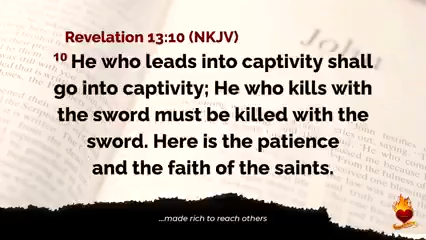 Revelation 13:10 (NKJV)
10 He who leads into captivity shall
go into captivity; He who kills with
the sword must be killed with the
sword. Here is the patience
and the faith of the saints.
...made rich to reach others
John